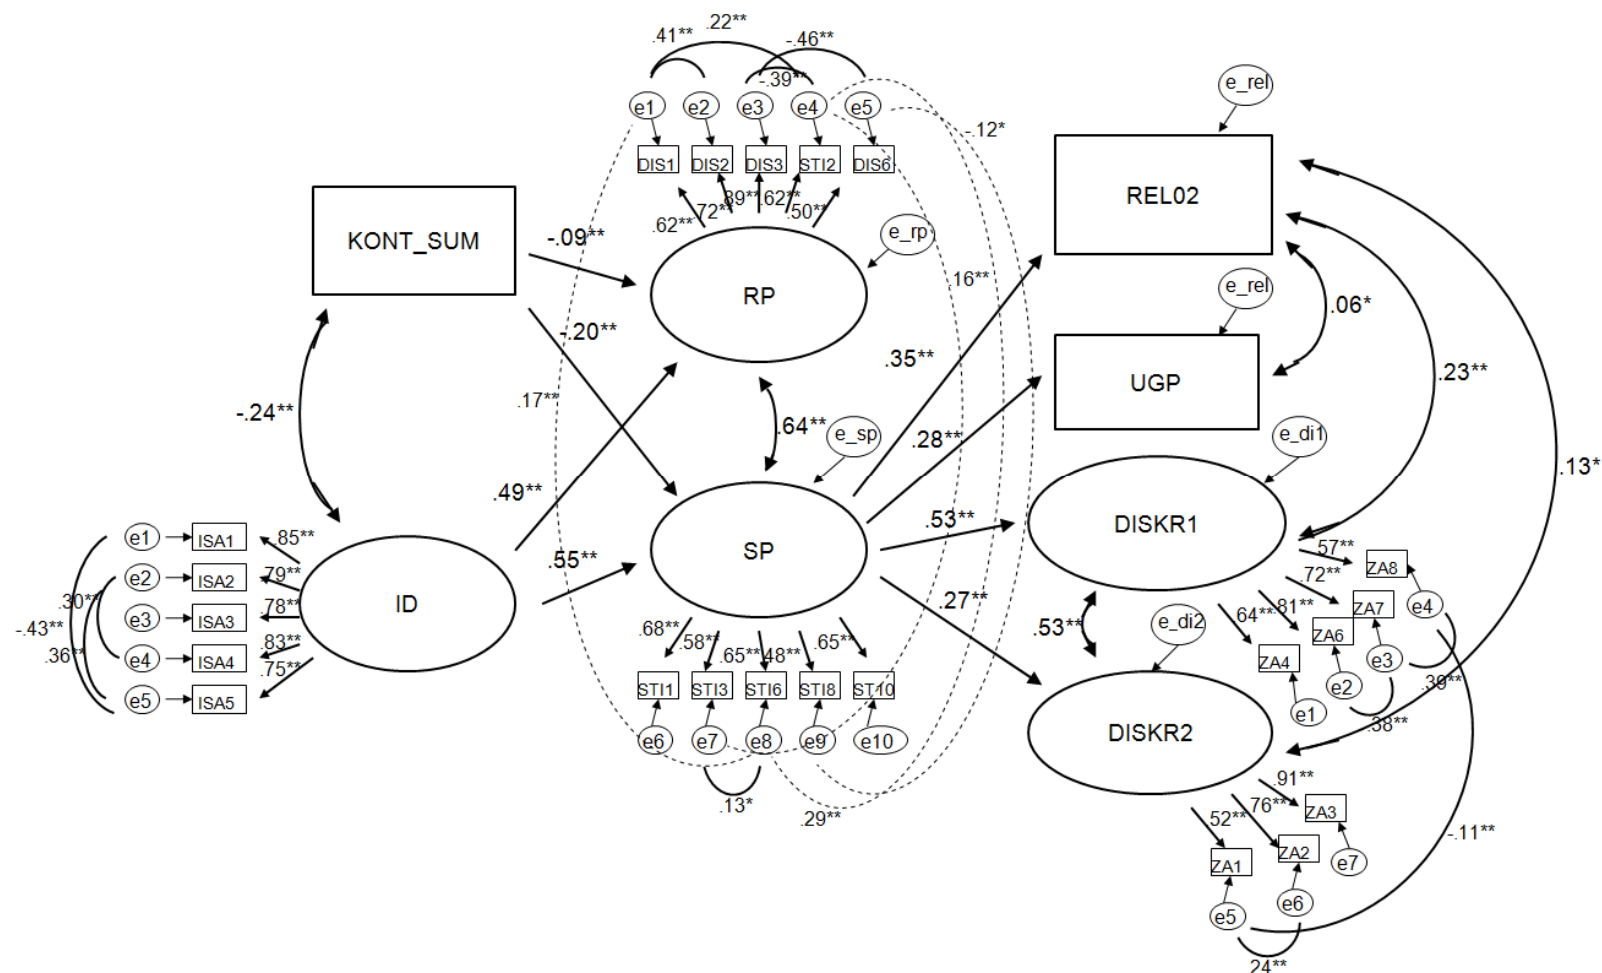 .22**
.41**
-.46**
-.39**
e_rel
e1 e2 e3 e4 e5
-.12*
DIS1 DIS2 DIS3 STI2 DIS6
REL02
.62** .72** .89** .62** .50**
KONT_SUM
-.09**
e_rp
RP
.16**
e_rel
.06*
-.20**
.35**
UGP
.23**
.17**
-.24**
.64**
e_sp
.28**
e_di1
.13*
.49**
SP
.53**
DISKR1
e1 ISA1 .85**
e2 ISA2 .79**
e3 ISA3 .78**
e4 ISA4 .83**
e5 ISA5 .75**
.30**
-.43**
.36**
ID
.55**
.57**
ZA8
.72**
.27**
ZA7
e4
.64** .81**
ZA6
.53**
e_di2
.68** .58** .65** .48** .65**
ZA4
e3
e2
.39**
STI1 STI3 STI6 STI8 ST10
e1
.38**
e6 e7 e8 e9 e10
DISKR2
.13*
.29**
.91**
.76**
.52**
ZA3
-.11**
ZA2
ZA1
e7
e6
e5
.24**